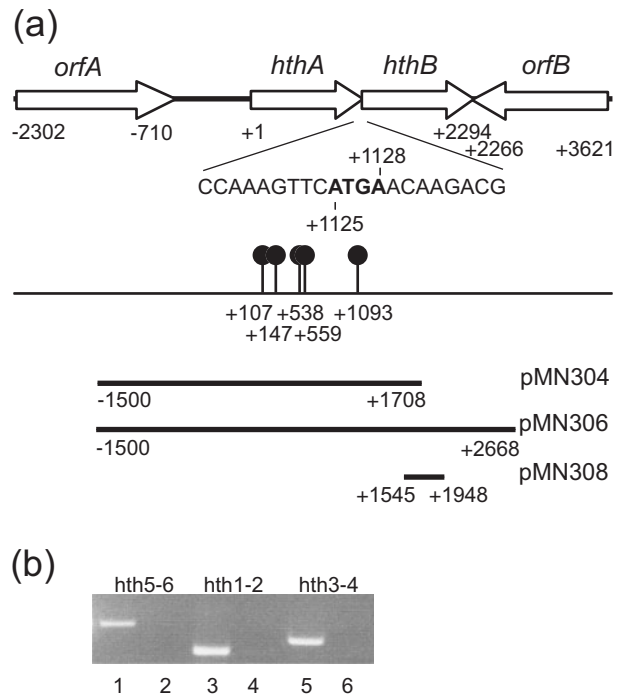 (a)
orfA hthA hthB orfB
-2302 -710 +1 +2294
+2266 +3621
+1128
CCAAAGTTCATGAACAAGACG
+1125
+107 +538 +1093
+147 +559
pMN304
-1500 +1708
pMN306
-1500 +2668
pMN308
+1545 +1948
(b)
hth5-6 hth1-2 hth3-4
1 2 3 4 5 6